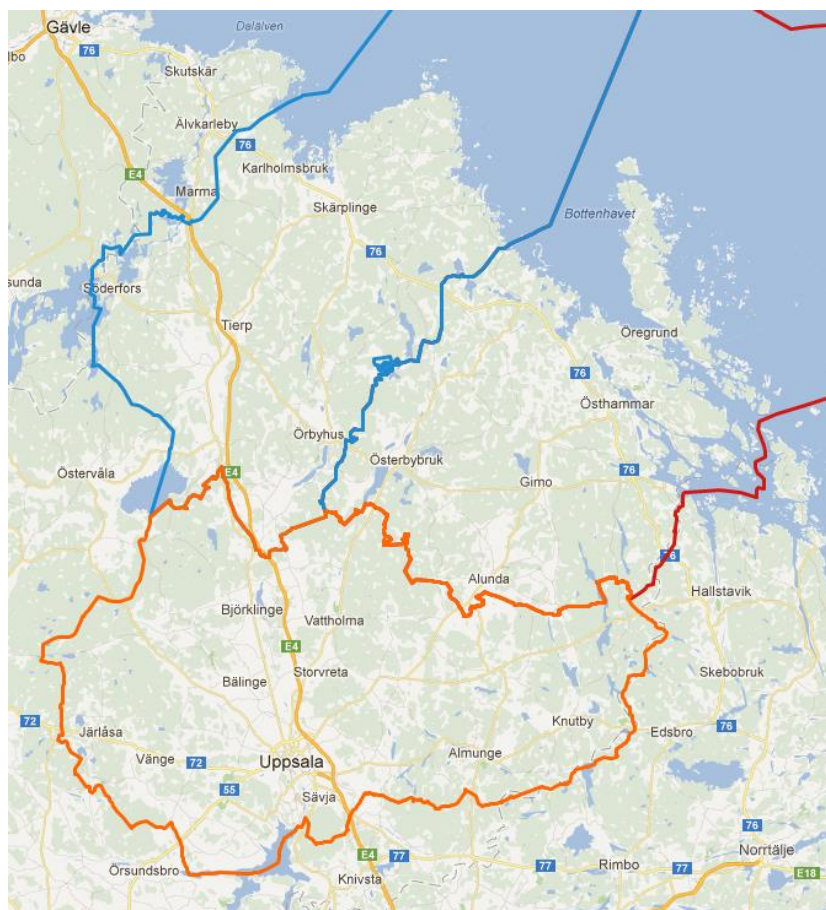 Gävle
Dalälven
76
lbo
Skutskär
Älvkarleby
76
Karlholmsbruk
E4
Marma
Skärplinge
Bottenhavet
76
sunda
Söderfors
Tierp
Öregrund
76
Östhammar
Örbyhus
Östervåla
E4
Österbybruk
76
Gimo
76
Alunda
Hallstavik
Björklinge
Vattholma
E4
Storvreta
Skebobruk
Bälinge
72
Järlåsa
Knutby
Edsbro
76
Vänge
72
Uppsala
Almunge
55
Sävja
76
E4
77
Norrtälje
Örsundsbro
77
Rimbo
77
E18
Knivsta